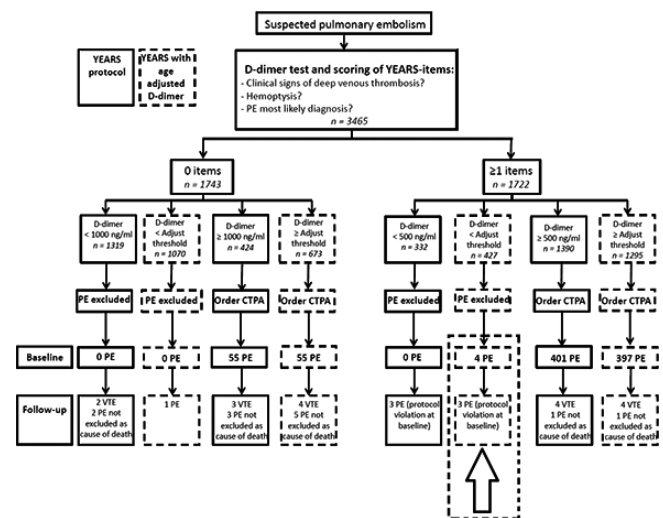 Suspected pulmonary embolism
YEARS
protocol
YEARS with
age
adjusted
D-dimer
D-dimer test and scoring of YEARS-items:
- Clinical signs of deep venous thrombosis?
- Hemoptysis?
- PE most likely diagnosis?
n = 3465
0 items
n = 1743
≥1 items
n = 1722
D-dimer
< 1000 ng/ml
n = 1319
D-dimer
< Adjust
threshold
n = 1070
D-dimer
≥ 1000 ng/ml
n = 424
D-dimer
≥ Adjust
threshold
n = 673
D-dimer
< 500 ng/ml
n = 332
D-dimer
< Adjust
threshold
n = 427
D-dimer
≥ 500 ng/ml
n = 1390
D-dimer
≥ Adjust
threshold
n = 1295
PE excluded
PE excluded
Order CTPA
Order CTPA
PE excluded
PE excluded
Order CTPA
Order CTPA
Baseline
0 PE
0 PE
55 PE
55 PE
0 PE
4 PE
401 PE
397 PE
Follow-up
2 VTE
2 PE not
excluded as
cause of death
1 PE
3 VTE
3 PE not
excluded as
cause of death
4 VTE
5 PE not
excluded as
cause of death
3 PE (protocol
violation at
baseline)
3 PE (protocol
violation at
baseline)
4 VTE
1 PE not
excluded as
cause of death
4 VTE
1 PE not
excluded as
cause of death